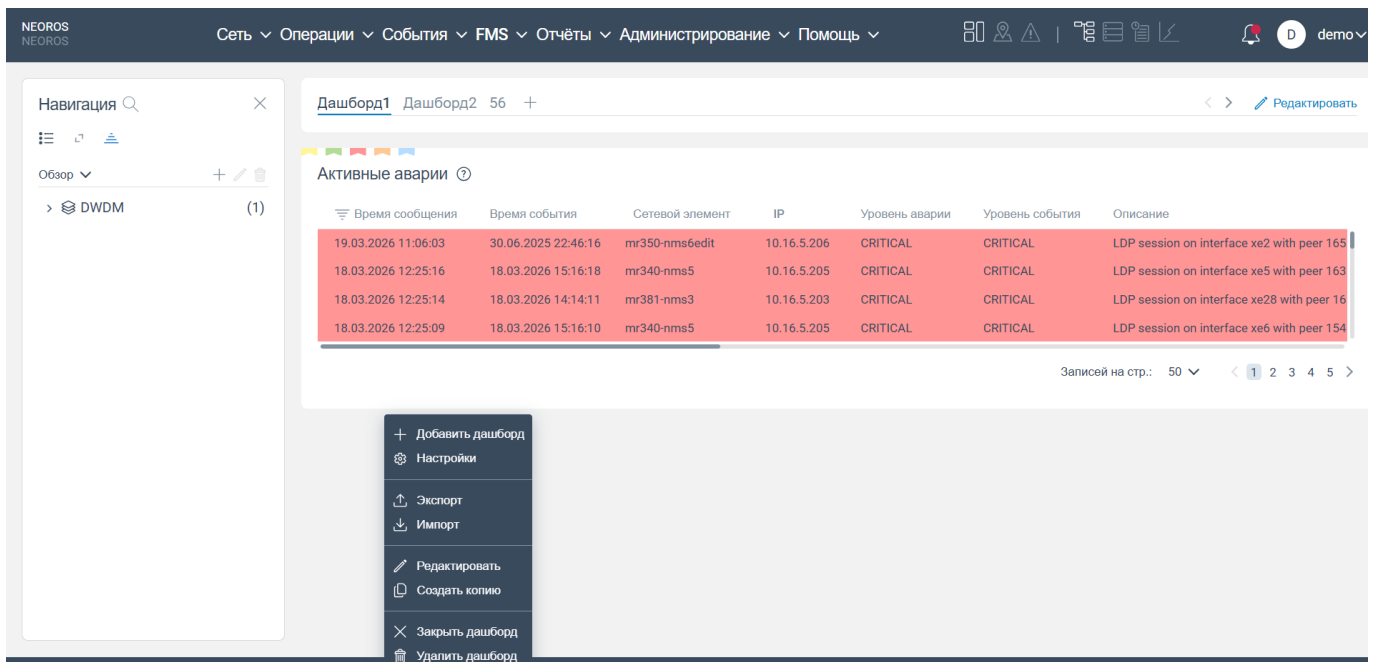 NEOROS
NEOROS
Сеть Операции События FMS Отчёты Администрирование Помощь
D demo
Навигация
Обзор
DWDM (1)
Дашборд1 Дашборд2 56 Редактировать
Активные аварии ?
Время сообщения Время события Сетевой элемент IP Уровень аварии Уровень события Описание
19.03.2026 11:06:03 30.06.2025 22:46:16 mr350-nms6edit 10.16.5.206 CRITICAL CRITICAL LDP session on interface xe2 with peer 165
18.03.2026 12:25:16 18.03.2026 15:16:18 mr340-nms5 10.16.5.205 CRITICAL CRITICAL LDP session on interface xe5 with peer 163
18.03.2026 12:25:14 18.03.2026 14:14:11 mr381-nms3 10.16.5.203 CRITICAL CRITICAL LDP session on interface xe28 with peer 16
18.03.2026 12:25:09 18.03.2026 15:16:10 mr340-nms5 10.16.5.205 CRITICAL CRITICAL LDP session on interface xe6 with peer 154
Записей на стр.: 50 1 2 3 4 5
Добавить дашборд
Настройки
Экспорт
Импорт
Редактировать
Создать копию
Закрыть дашборд
Удалить дашборд